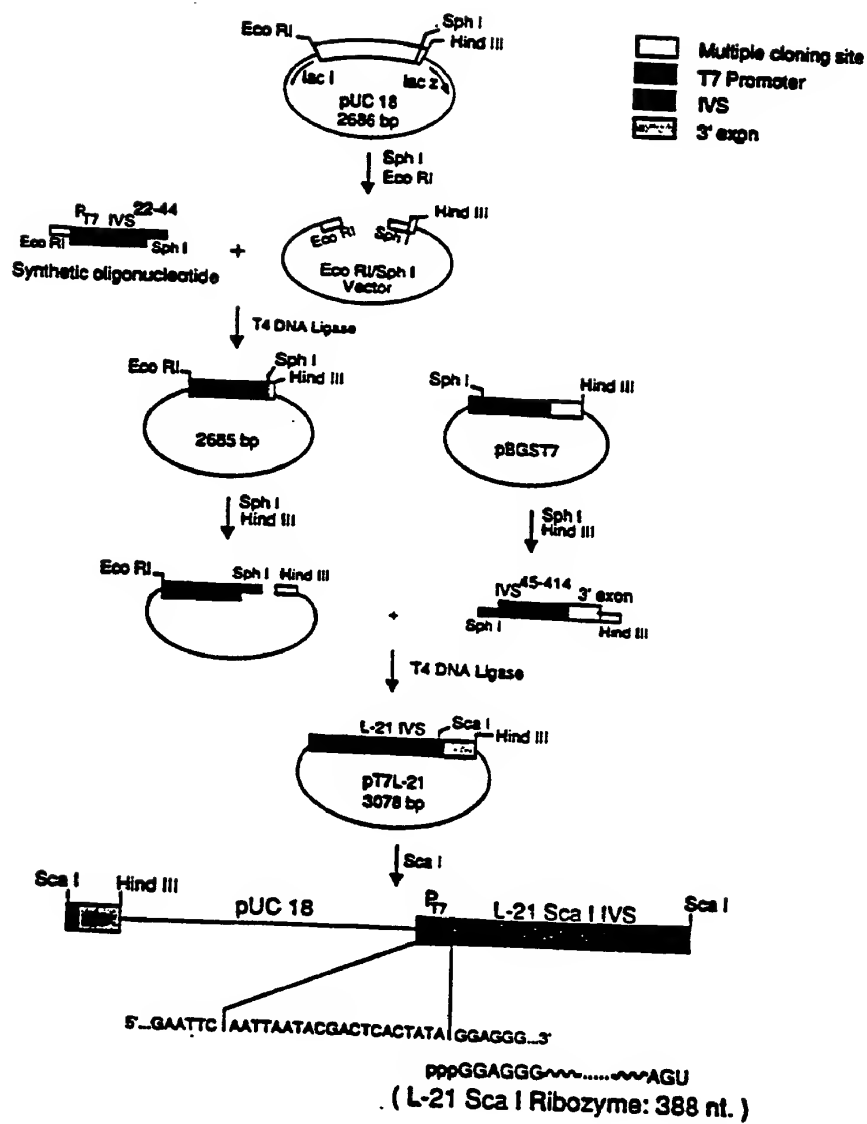 Eco RI
Sph I
Hind III
lac i
lac z
pUC 18
2686 bp
Multiple cloning site
T7 Promoter
IVS
3' exon
Sph I
Eco RI
P T7 IVS 22-44
Eco RI
Sph I
Synthetic oligonucleatide
+
Eco RI
Sph I
Hind III
Eco RI/Sph I
Vector
T4 DNA Ligase
Eco RI
Sph I
Hind III
2685 bp
Sph I
Hind III
pBGST7
Sph I
Hind III
Sph I
Hind III
Eco RI
Sph I
Hind III
+
IVS 45-414
3' exon
Sph I
Hind III
T4 DNA Ligase
L-21 IVS
Sca I
Hind III
pT7L-21
3078 bp
Sca I
Sca I
Hind III
pUC 18
P T7
L-21 Sca I IVS
Sca I
5'...GAATTC AATTAATACGACTCACTATA GGAGGG...3'
pppGGAGGG AGU
( L-21 Sca I Ribozyme: 388 nt. )